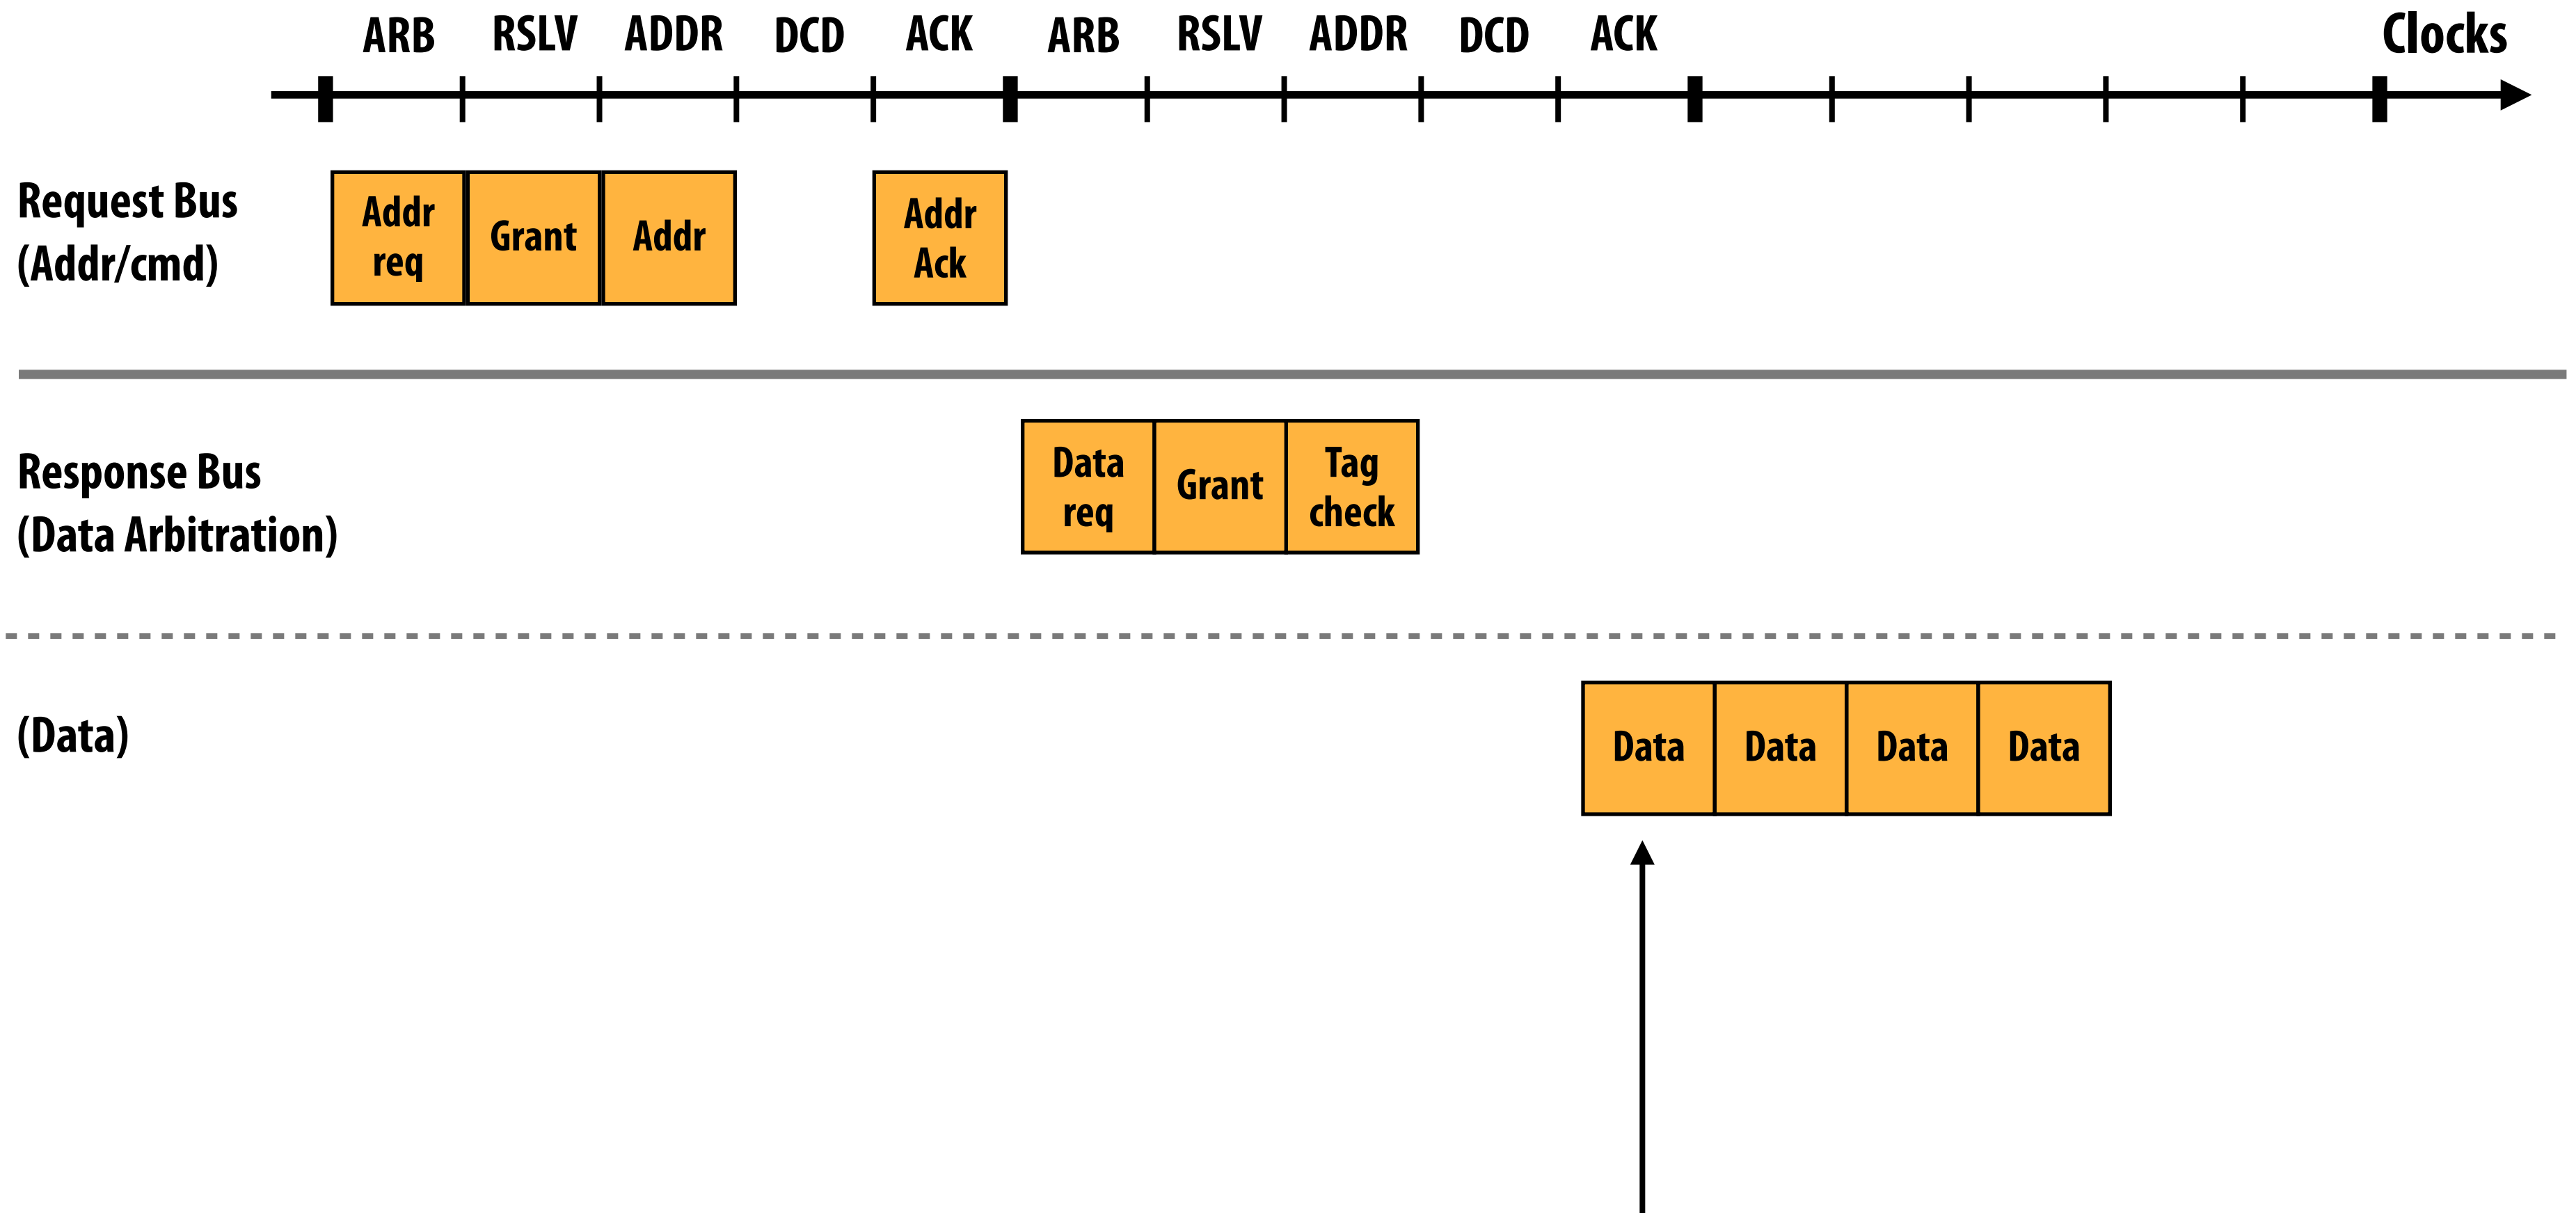 ARB RSLV ADDR DCD ACK ARB RSLV ADDR DCD ACK Clocks
Request Bus
(Addr/cmd)
Addr
req
Grant
Addr
Addr
Ack
Response Bus
(Data Arbitration)
Data
req
Grant
Tag
check
(Data)
Data Data Data Data